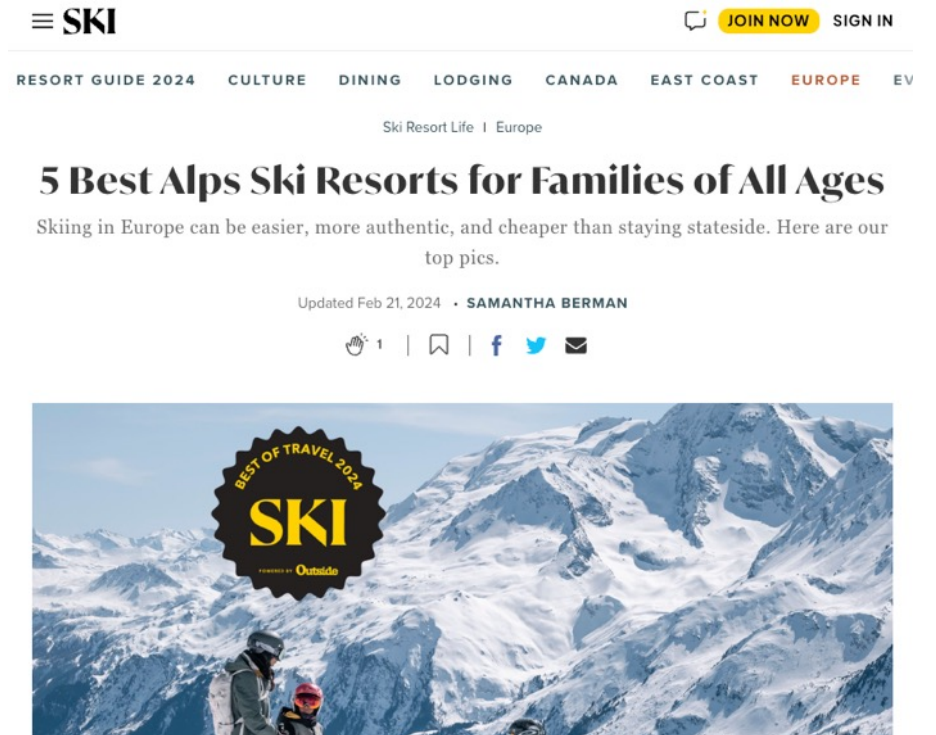 SKI
JOIN NOW
SIGN IN
RESORT GUIDE 2024 CULTURE DINING LODGING CANADA EAST COAST EUROPE EV
Ski Resort Life | Europe
5 Best Alps Ski Resorts for Families of All Ages
Skiing in Europe can be easier, more authentic, and cheaper than staying stateside. Here are our
top pics.
Updated Feb 21, 2024 • SAMANTHA BERMAN
1
BEST OF TRAVEL 2024
SKI
POWERED BY Outside